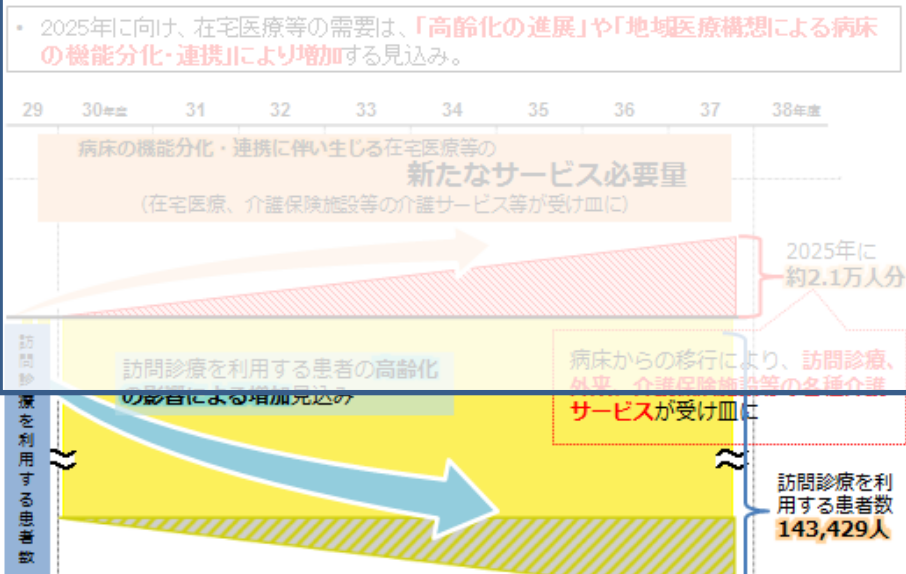 • 2025年に向け、在宅医療等の需要は、「高齢化の進展」や「地域医療構想による病床
の機能分化・連携」により増加する見込み。
29 30年度 31 32 33 34 35 36 37 38年度
病床の機能分化・連携に伴い生じる在宅医療等の
新たなサービス必要量
(在宅医療、介護保険施設等の介護サービス等が受け皿に)
2025年に
約2.1万人分
訪問診療を利用する患者数
訪問診療を利用する患者の高齢化
の影響による増加見込み
病床からの移行により、訪問診療、
外来、介護保険施設等の各種介護
サービスが受け皿に
訪問診療を利
用する患者数
143,429人